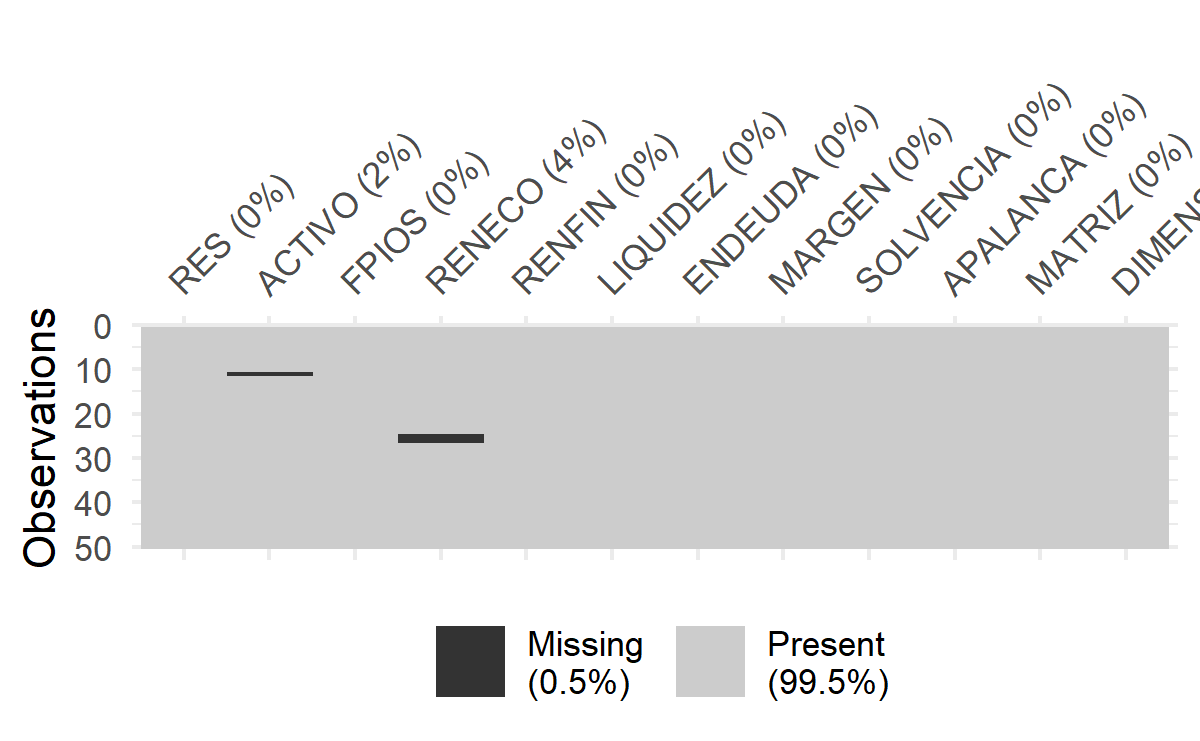 RES (0%)
ACTIVO (2%)
FPIOS (0%)
RENECO (4%)
RENFIN (0%)
LIQUIDEZ (0%)
ENDEUDA (0%)
MARGEN (0%)
SOLVENCIA (0%)
APALANCA (0%)
MATRIZ (0%)
DIMENS
Observations
0
10
20
30
40
50
Missing
(0.5%)
Present
(99.5%)